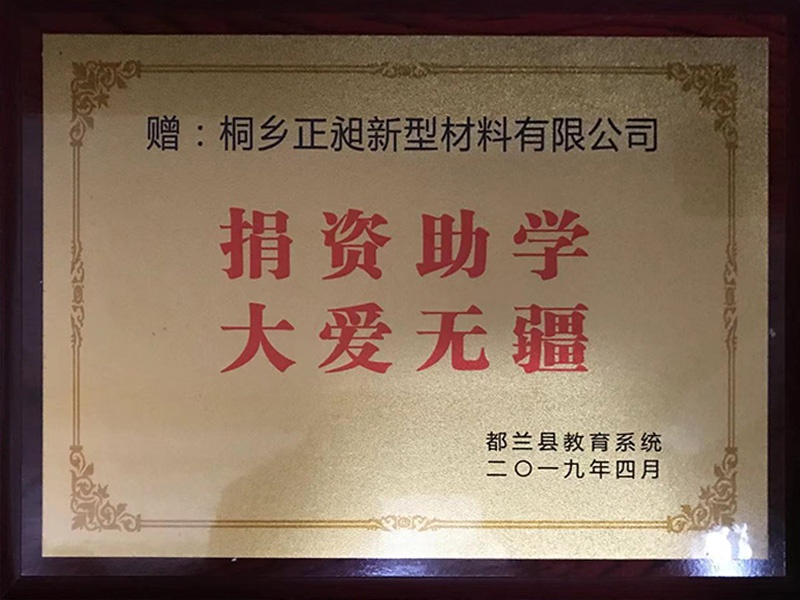 赠：桐乡正昶新型材料有限公司
捐资助学
大爱无疆
都兰县教育系统
二〇一九年四月